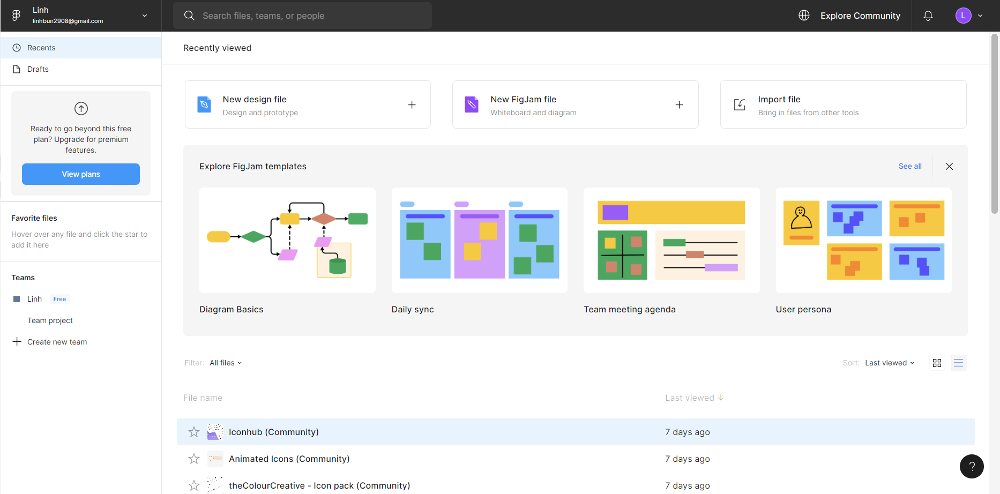 Linh
linhbun2908@gmail.com
Search files, teams, or people
Explore Community
L
Recents
Drafts
Ready to go beyond this free
plan? Upgrade for premium
features.
View plans
Favorite files
Hover over any file and click the star to
add it here
Teams
Linh Free
Team project
Create new team
Recently viewed
New design file
Design and prototype
New FigJam file
Whiteboard and diagram
Import file
Bring in files from other tools
Explore FigJam templates
See all
Diagram Basics
Daily sync
Team meeting agenda
User persona
Filter: All files
Sort: Last viewed
File name
Last viewed
Iconhub (Community)
7 days ago
Animated Icons (Community)
7 days ago
theColourCreative - Icon pack (Community)
7 days ago
?